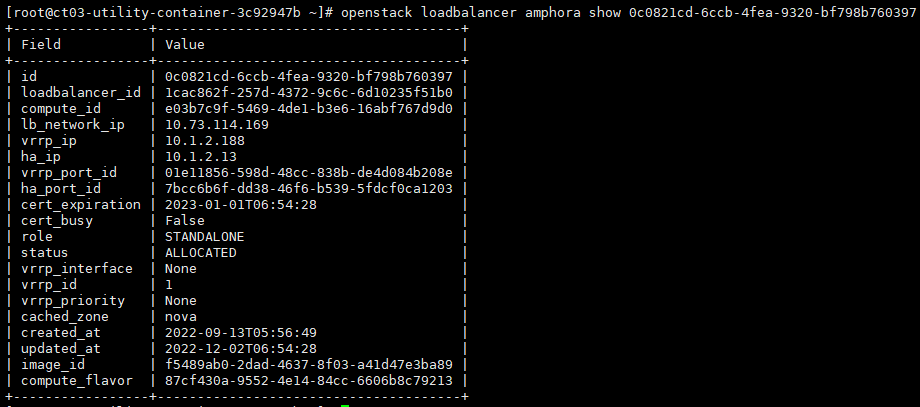 [root@ct03-utility-container-3c92947b ~]# openstack loadbalancer amphora show 0c0821cd-6ccb-4fea-9320-bf798b760397
+-----------------+--------------------------------------+
| Field           | Value                                |
+-----------------+--------------------------------------+
| id              | 0c0821cd-6ccb-4fea-9320-bf798b760397 |
| loadbalancer_id | 1cac862f-257d-4372-9c6c-6d10235f51b0 |
| compute_id      | e03b7c9f-5469-4de1-b3e6-16abf767d9d0 |
| lb_network_ip   | 10.73.114.169                        |
| vrrp_ip         | 10.1.2.188                           |
| ha_ip           | 10.1.2.13                            |
| vrrp_port_id    | 01e11856-598d-48cc-838b-de4d084b208e |
| ha_port_id      | 7bcc6b6f-dd38-46f6-b539-5fdcf0ca1203 |
| cert_expiration | 2023-01-01T06:54:28                  |
| cert_busy       | False                                |
| role            | STANDALONE                           |
| status          | ALLOCATED                            |
| vrrp_interface  | None                                 |
| vrrp_id         | 1                                    |
| vrrp_priority   | None                                 |
| cached_zone     | nova                                 |
| created_at      | 2022-09-13T05:56:49                  |
| updated_at      | 2022-12-02T06:54:28                  |
| image_id        | f5489ab0-2dad-4637-8f03-a41d47e3ba89 |
| compute_flavor  | 87cf430a-9552-4e14-84cc-6606b8c79213 |
+-----------------+--------------------------------------+